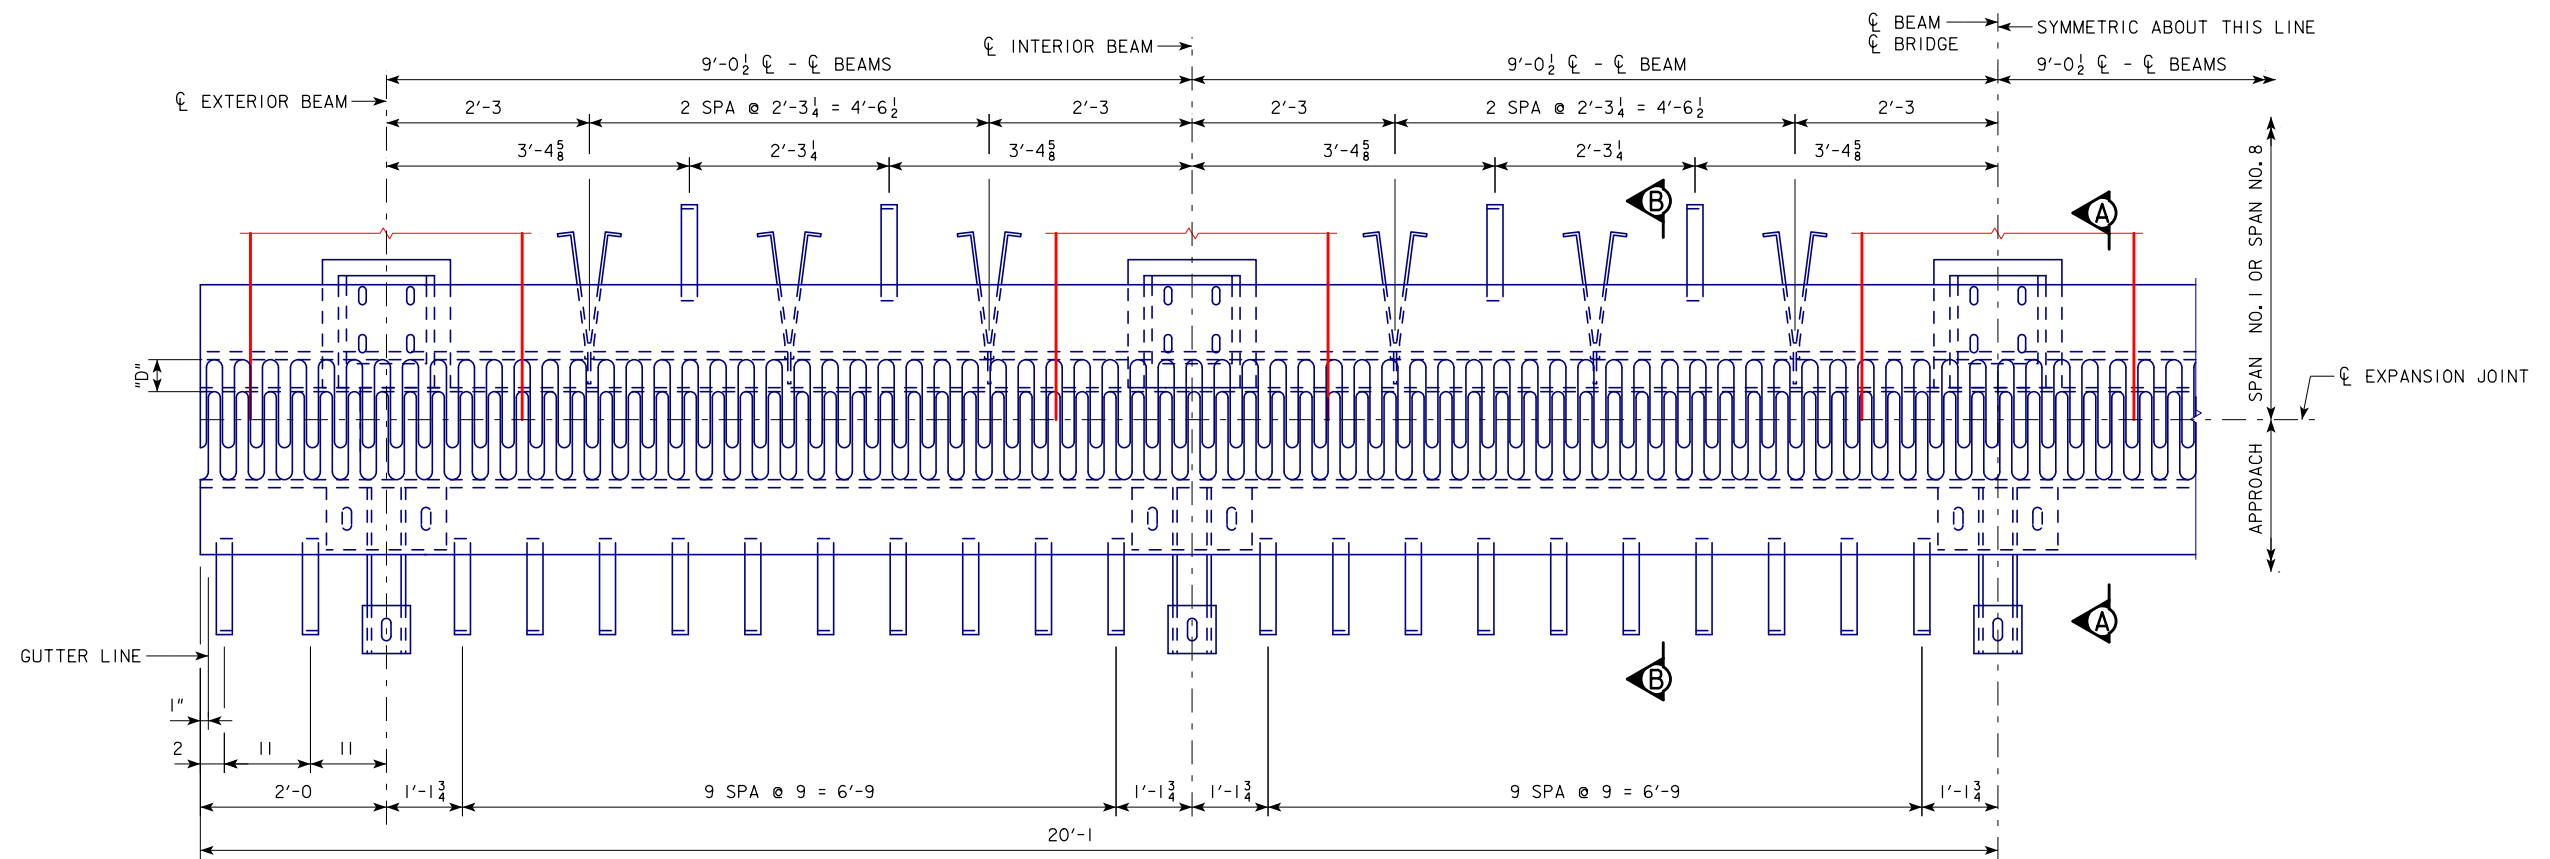 ℄ BEAM
℄ BRIDGE
SYMMETRIC ABOUT THIS LINE
℄ INTERIOR BEAM
9'-0½ ℄ - ℄ BEAMS
9'-0½ ℄ - ℄ BEAM
9'-0½ ℄ - ℄ BEAMS
℄ EXTERIOR BEAM
2'-3
2 SPA @ 2'-3¼ = 4'-6½
2'-3
2'-3
2 SPA @ 2'-3¼ = 4'-6½
2'-3
3'-4⅝
2'-3¼
3'-4⅝
3'-4⅝
2'-3¼
3'-4⅝
B
A
SPAN NO. 1 OR SPAN NO. 8
"D"
℄ EXPANSION JOINT
APPROACH
A
GUTTER LINE
B
1"
2
11
11
2'-0
1'-1¾
9 SPA @ 9 = 6'-9
1'-1¾
1'-1¾
9 SPA @ 9 = 6'-9
1'-1¾
20'-1